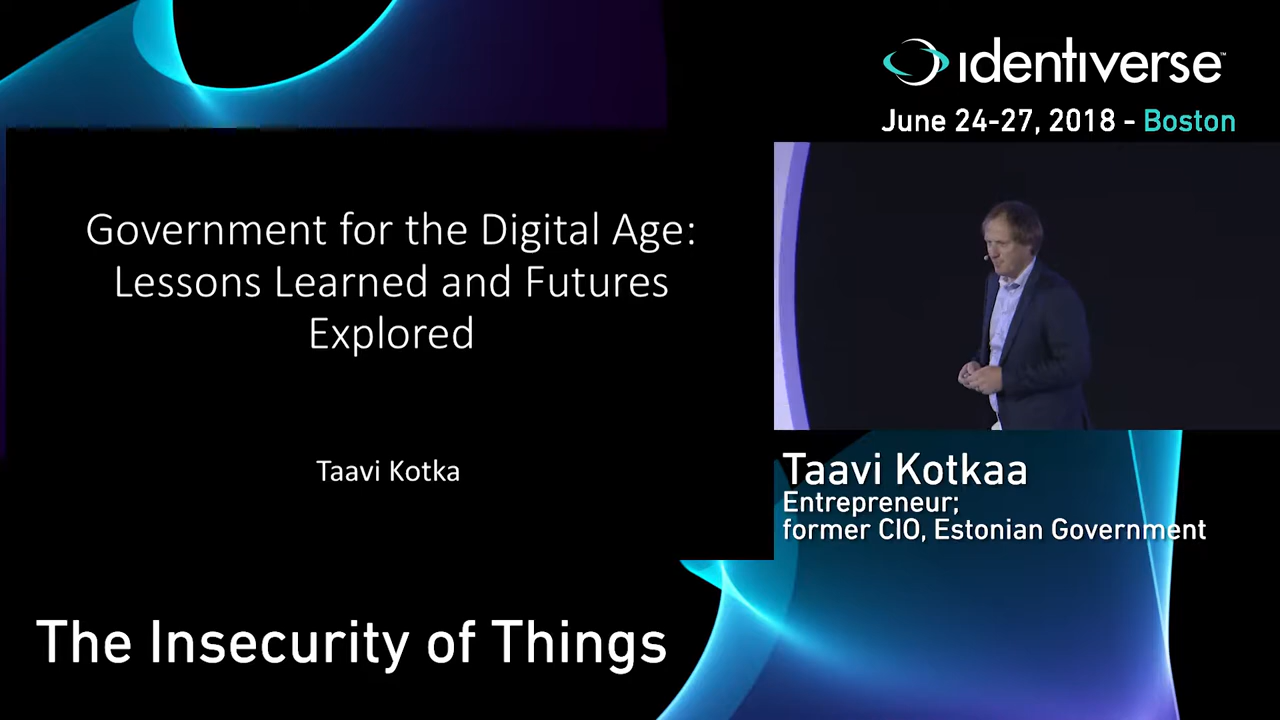 identiverse™
June 24-27, 2018 - Boston
Government for the Digital Age:
Lessons Learned and Futures
Explored
Taavi Kotka
Taavi Kotkaa
Entrepreneur;
former CIO, Estonian Government
The Insecurity of Things